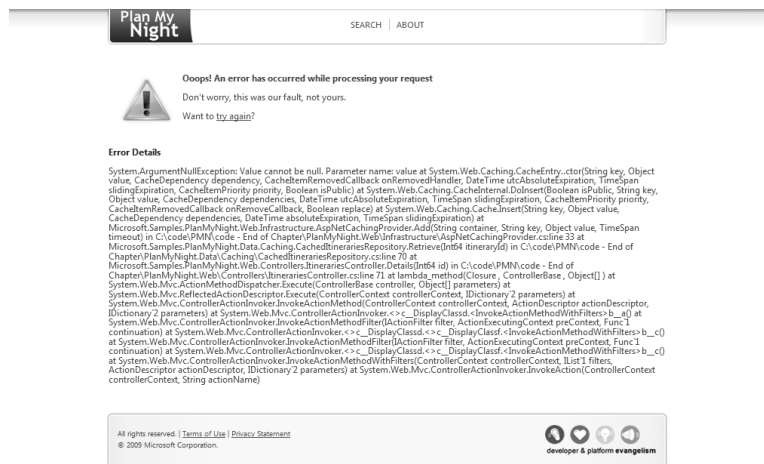 Plan My
Night
SEARCH | ABOUT
Ooops! An error has occurred while processing your request
Don't worry, this was our fault, not yours.
Want to try again?
Error Details
System.ArgumentNullException: Value cannot be null. Parameter name: value at System.Web.Caching.CacheEntry..ctor(String key, Object
value, CacheDependency dependency, CacheItemRemovedCallback onRemovedHandler, DateTime utcAbsoluteExpiration, TimeSpan
slidingExpiration, CacheItemPriority priority, Boolean isPublic) at System.Web.Caching.CacheInternal.DoInsert(Boolean isPublic, String key,
Object value, CacheDependency dependencies, DateTime utcAbsoluteExpiration, TimeSpan slidingExpiration, CacheItemPriority priority,
CacheItemRemovedCallback onRemoveCallback, Boolean replace) at System.Web.Caching.Cache.Insert(String key, Object value,
CacheDependency dependencies, DateTime absoluteExpiration, TimeSpan slidingExpiration) at
Microsoft.Samples.PlanMyNight.Web.Infrastructure.AspNetCachingProvider.Add(String container, String key, Object value, TimeSpan
timeout) in C:\code\PMN\code - End of Chapter\PlanMyNight.Web\Infrastructure\AspNetCachingProvider.cs:line 33 at
Microsoft.Samples.PlanMyNight.Data.Caching.CachedItinerariesRepository.Retrieve(Int64 itineraryId) in C:\code\PMN\code - End of
Chapter\PlanMyNight.Data\Caching\CachedItinerariesRepository.cs:line 70 at
Microsoft.Samples.PlanMyNight.Web.Controllers.ItinerariesController.Details(Int64 id) in C:\code\PMN\code - End of
Chapter\PlanMyNight.Web\Controllers\ItinerariesController.cs:line 71 at lambda_method(Closure , ControllerBase , Object[] ) at
System.Web.Mvc.ActionMethodDispatcher.Execute(ControllerBase controller, Object[] parameters) at
System.Web.Mvc.ReflectedActionDescriptor.Execute(ControllerContext controllerContext, IDictionary`2 parameters) at
System.Web.Mvc.ControllerActionInvoker.InvokeActionMethod(ControllerContext controllerContext, ActionDescriptor actionDescriptor,
IDictionary`2 parameters) at System.Web.Mvc.ControllerActionInvoker.<>c__DisplayClassd.<InvokeActionMethodWithFilters>b__a() at
System.Web.Mvc.ControllerActionInvoker.InvokeActionMethodFilter(IActionFilter filter, ActionExecutingContext preContext, Func`1
continuation) at System.Web.Mvc.ControllerActionInvoker.<>c__DisplayClassd.<>c__DisplayClassf.<InvokeActionMethodWithFilters>b__c()
at System.Web.Mvc.ControllerActionInvoker.InvokeActionMethodFilter(IActionFilter filter, ActionExecutingContext preContext, Func`1
continuation) at System.Web.Mvc.ControllerActionInvoker.<>c__DisplayClassd.<>c__DisplayClassf.<InvokeActionMethodWithFilters>b__c()
at System.Web.Mvc.ControllerActionInvoker.InvokeActionMethodWithFilters(ControllerContext controllerContext, IList`1 filters,
ActionDescriptor actionDescriptor, IDictionary`2 parameters) at System.Web.Mvc.ControllerActionInvoker.InvokeAction(ControllerContext
controllerContext, String actionName)
All rights reserved. | Terms of Use | Privacy Statement
© 2009 Microsoft Corporation.
developer & platform evangelism